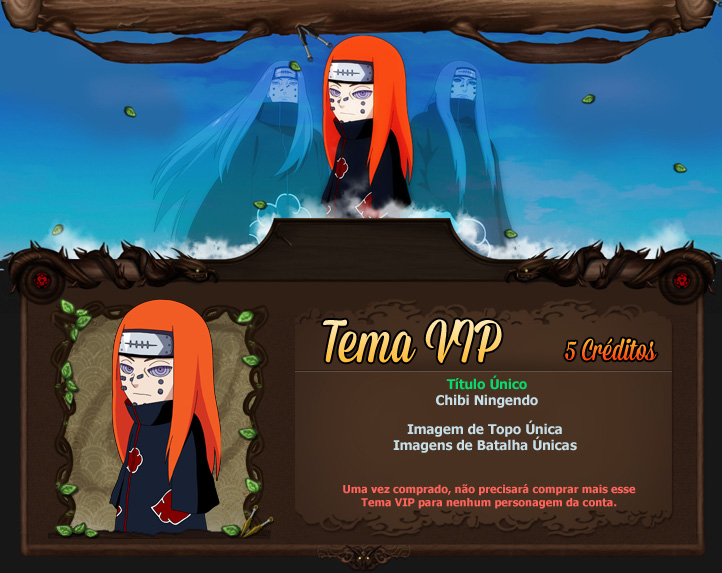 Tema VIP
5 Créditos
Título Único
Chibi Ningendo
Imagem de Topo Única
Imagens de Batalha Únicas
Uma vez comprado, não precisará comprar mais esse
Tema VIP para nenhum personagem da conta.